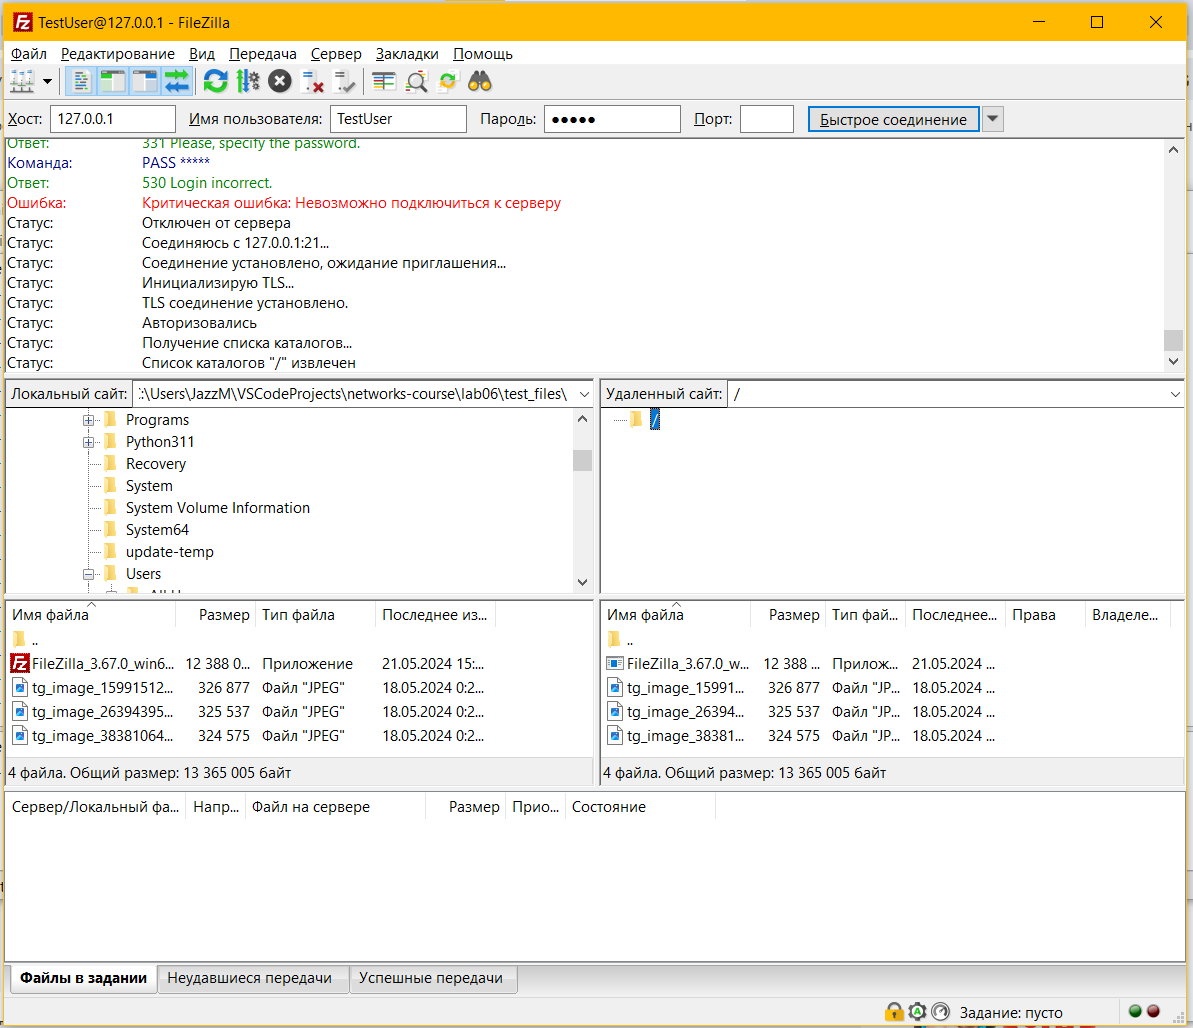 TestUser@127.0.0.1 - FileZilla
Файл Редактирование Вид Передача Сервер Закладки Помощь
Хост: 127.0.0.1 Имя пользователя: TestUser Пароль: ●●●●● Порт: Быстрое соединение
Ответ: 331 Please, specify the password.
Команда: PASS *****
Ответ: 530 Login incorrect.
Ошибка: Критическая ошибка: Невозможно подключиться к серверу
Статус: Отключен от сервера
Статус: Соединяюсь с 127.0.0.1:21...
Статус: Соединение установлено, ожидание приглашения...
Статус: Инициализирую TLS...
Статус: TLS соединение установлено.
Статус: Авторизовались
Статус: Получение списка каталогов...
Статус: Список каталогов "/" извлечен
Локальный сайт: :\Users\JazzM\VSCodeProjects\networks-course\lab06\test_files\ Удаленный сайт: /
Programs
Python311
Recovery
System
System Volume Information
System64
update-temp
Users
/
Имя файла Размер Тип файла Последнее из...
..
FileZilla_3.67.0_win6... 12 388 0... Приложение 21.05.2024 15:...
tg_image_15991512... 326 877 Файл "JPEG" 18.05.2024 0:2...
tg_image_26394395... 325 537 Файл "JPEG" 18.05.2024 0:2...
tg_image_38381064... 324 575 Файл "JPEG" 18.05.2024 0:2...
4 файла. Общий размер: 13 365 005 байт
Имя файла Размер Тип фай... Последнее... Права Владеле...
..
FileZilla_3.67.0_w... 12 388 ... Прилож... 21.05.2024 ...
tg_image_15991... 326 877 Файл "JP... 18.05.2024 ...
tg_image_26394... 325 537 Файл "JP... 18.05.2024 ...
tg_image_38381... 324 575 Файл "JP... 18.05.2024 ...
4 файла. Общий размер: 13 365 005 байт
Сервер/Локальный фа... Напр... Файл на сервере Размер Прио... Состояние
Файлы в задании Неудавшиеся передачи Успешные передачи
Задание: пусто